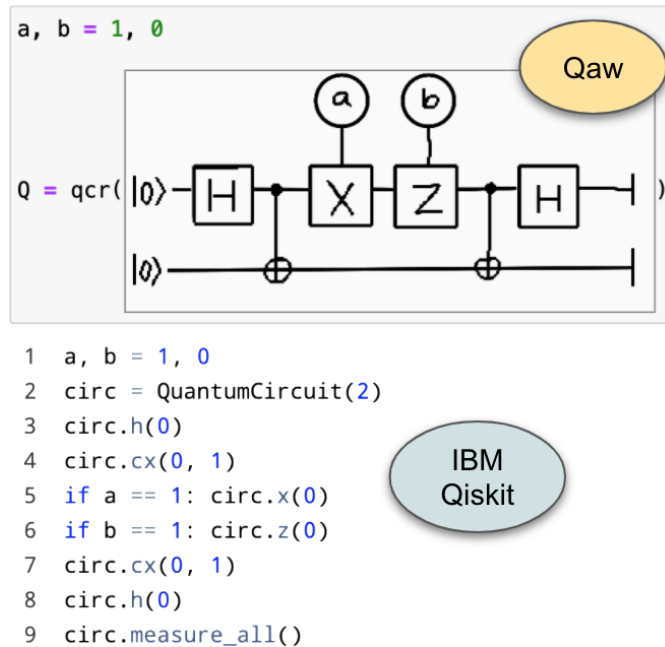 a, b = 1, 0
Qaw
a b
Q = qcr( |0⟩ H X Z H )
|0⟩
1 a, b = 1, 0
2 circ = QuantumCircuit(2)
3 circ.h(0)
4 circ.cx(0, 1)
5 if a == 1: circ.x(0)
6 if b == 1: circ.z(0)
7 circ.cx(0, 1)
8 circ.h(0)
9 circ.measure_all()
IBM
Qiskit